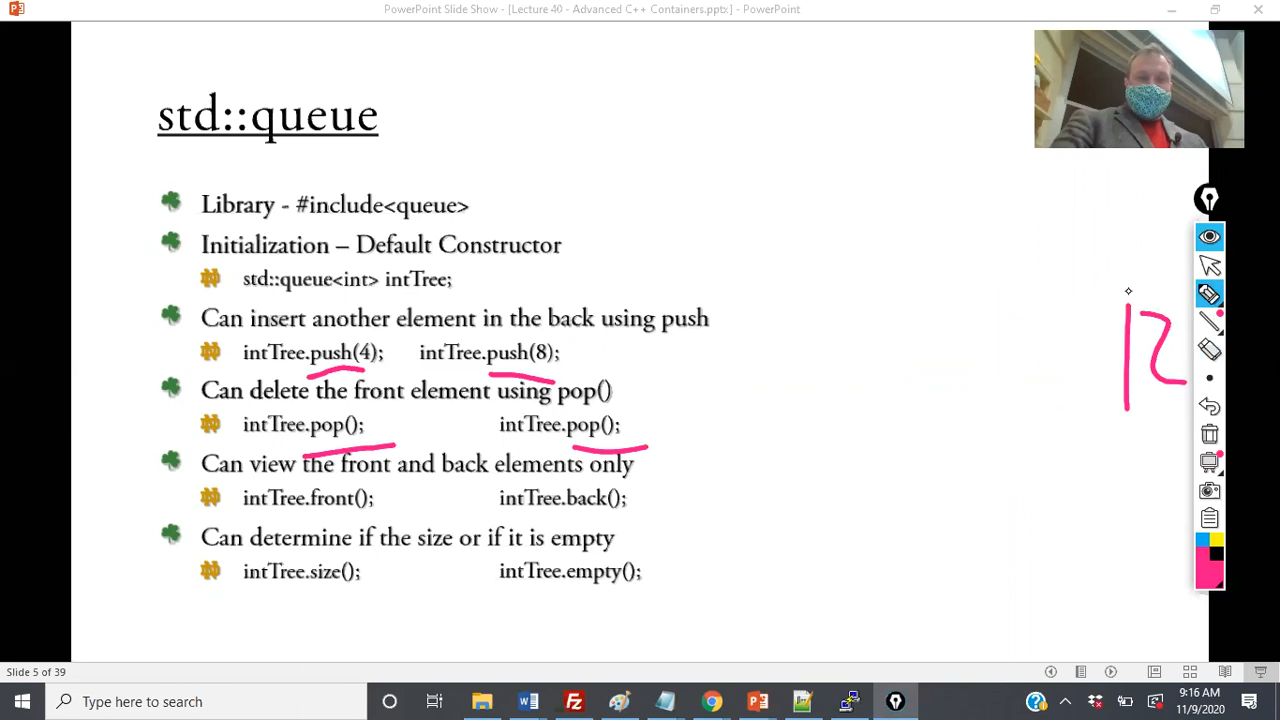 PowerPoint Slide Show - [Lecture 40 - Advanced C++ Containers.pptx] - PowerPoint
std::queue
Library - #include<queue>
Initialization – Default Constructor
std::queue<int> intTree;
Can insert another element in the back using push
intTree.push(4); intTree.push(8);
Can delete the front element using pop()
intTree.pop(); intTree.pop();
Can view the front and back elements only
intTree.front(); intTree.back();
Can determine if the size or if it is empty
intTree.size(); intTree.empty();
Slide 5 of 39
Type here to search
9:16 AM
11/9/2020